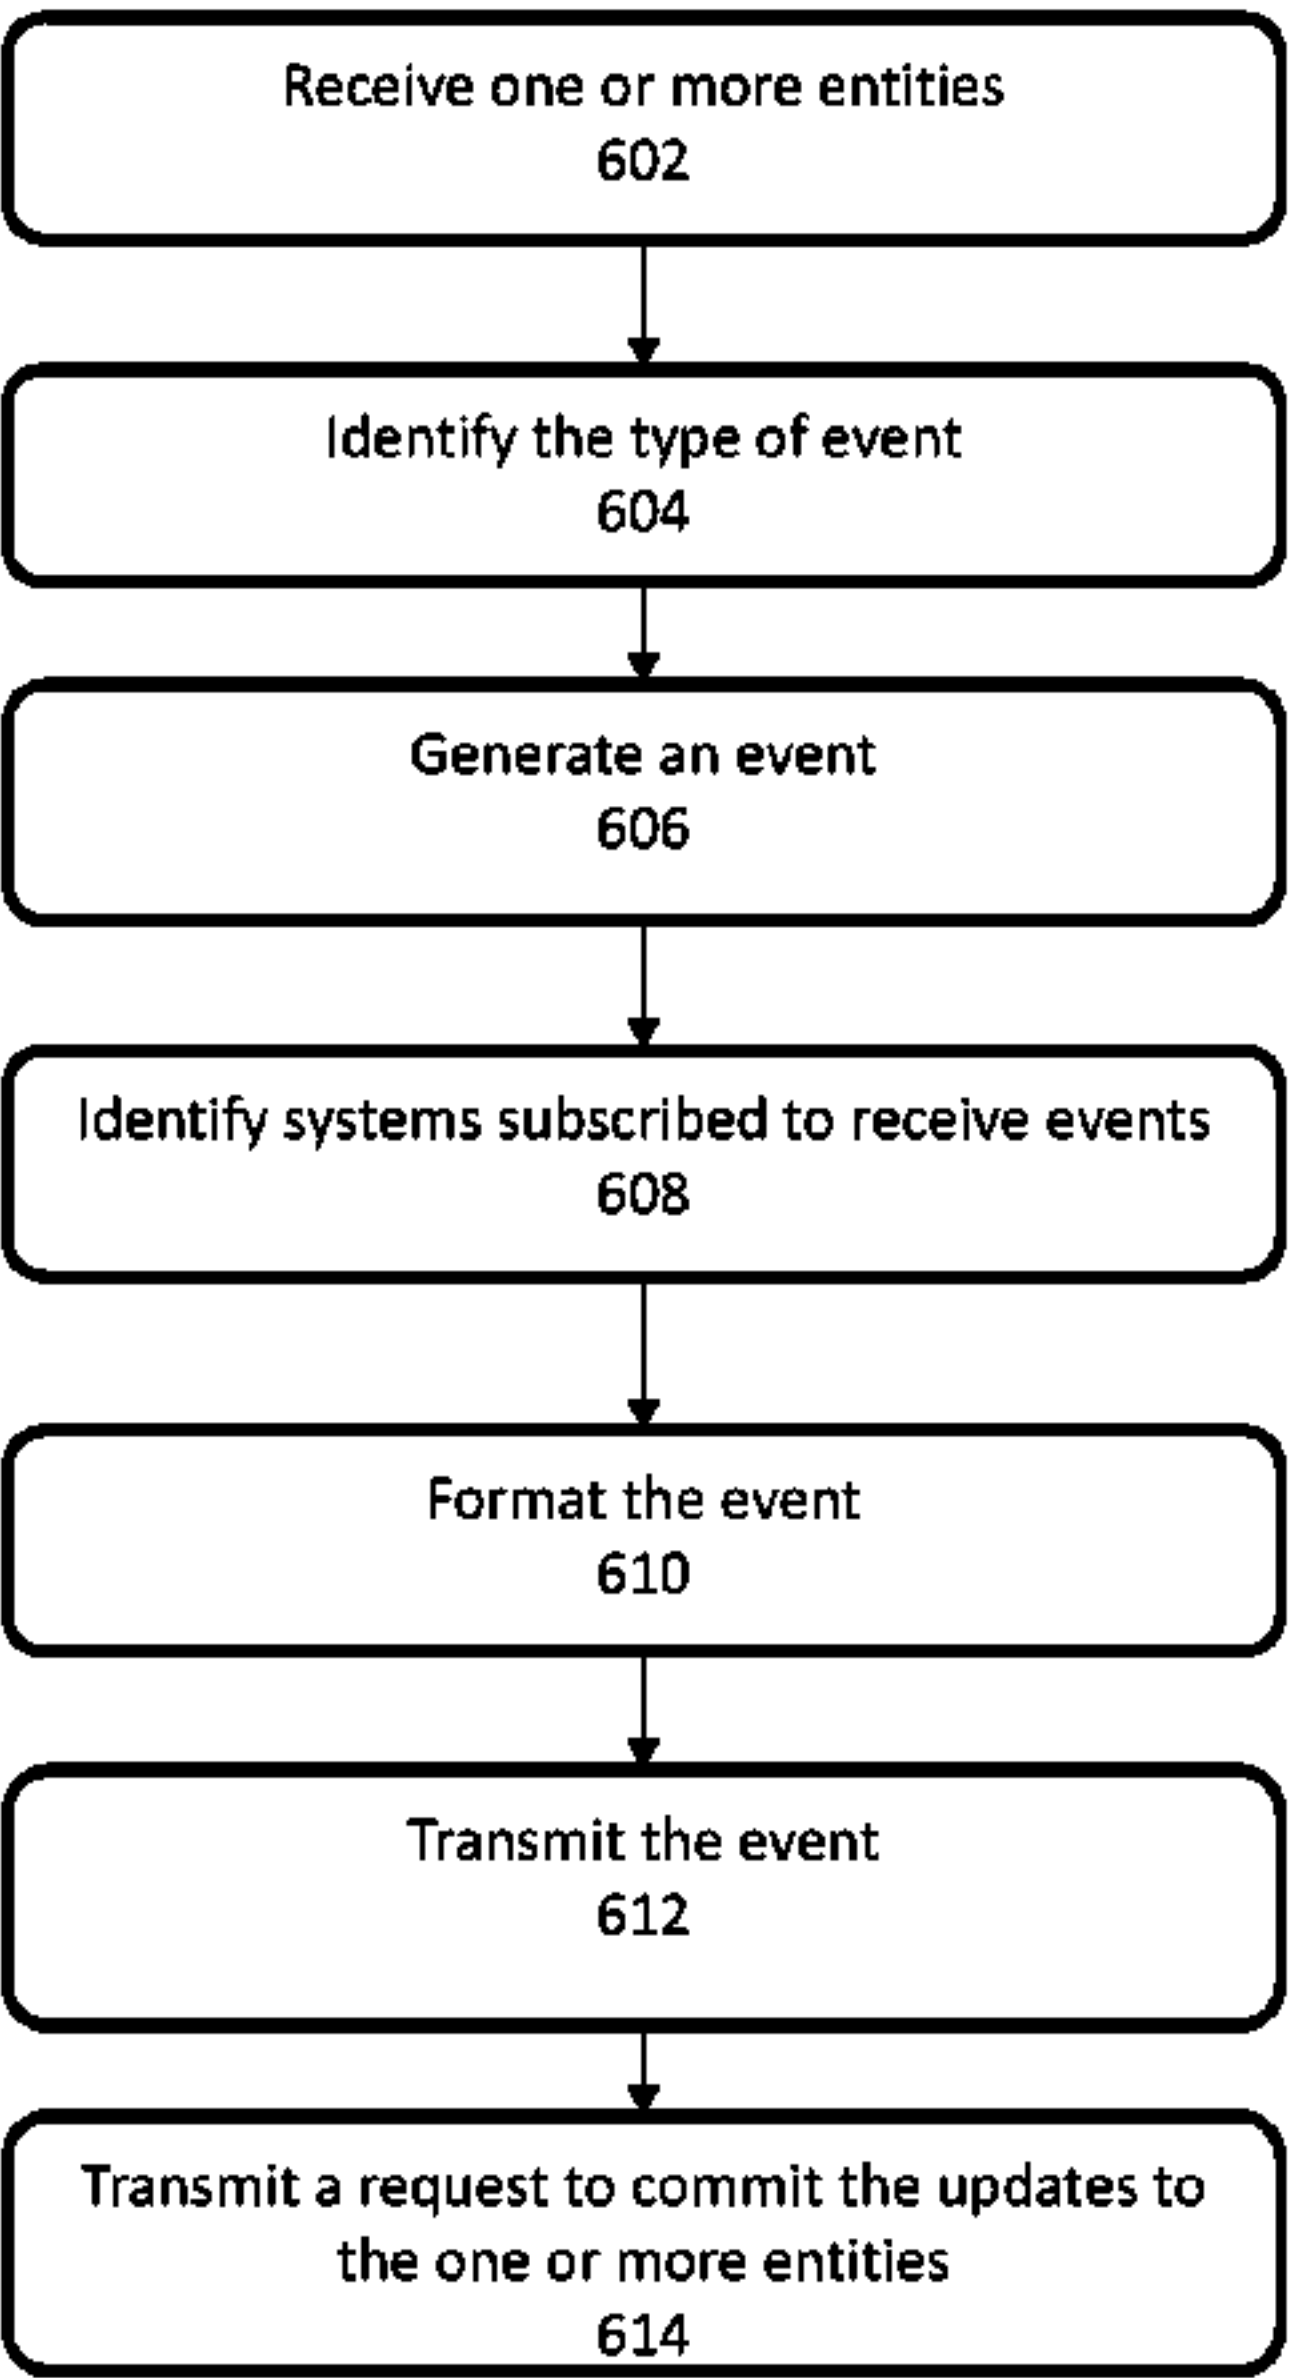 Receive one or more entities
602
Identify the type of event
604
Generate an event
606
Identify systems subscribed to receive events
608
Format the event
610
Transmit the event
612
Transmit a request to commit the updates to
the one or more entities
614